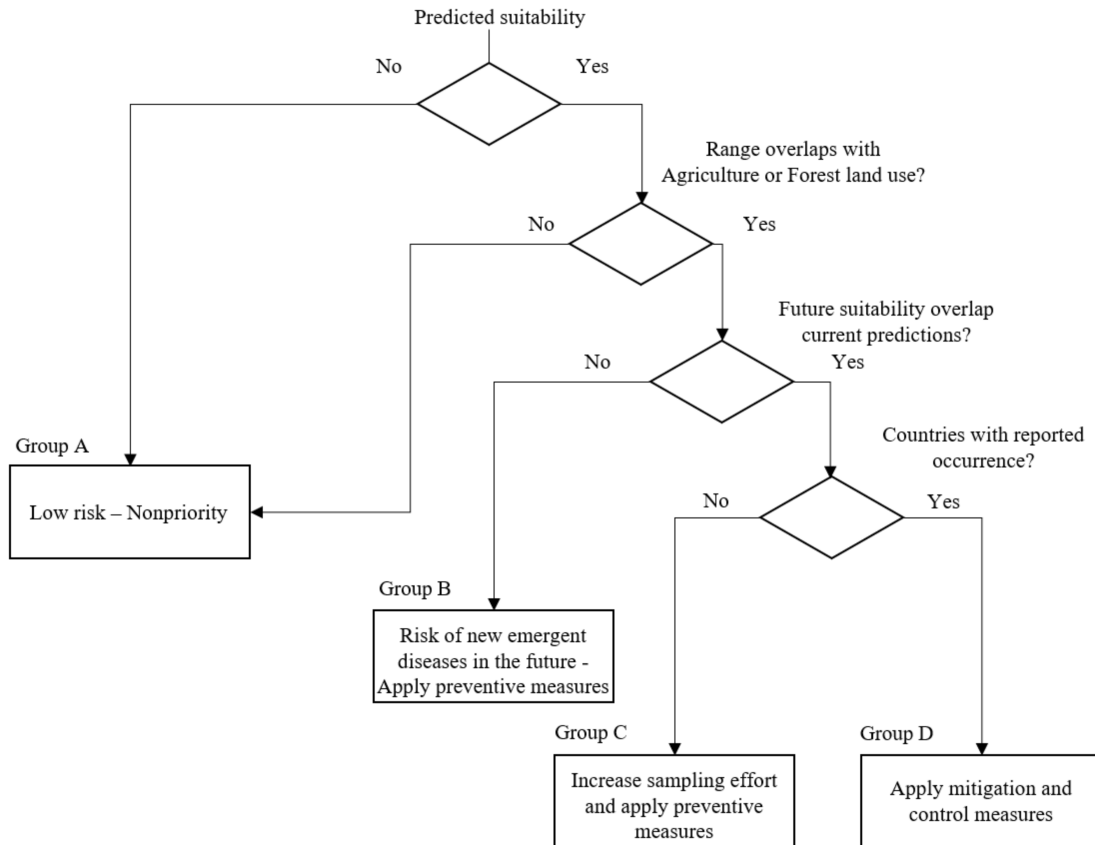 Predicted suitability
No
Yes
Range overlaps with
Agriculture or Forest land use?
No
Yes
Future suitability overlap
current predictions?
No
Yes
Group A
Low risk – Nonpriority
Countries with reported
occurrence?
No
Yes
Group B
Risk of new emergent
diseases in the future -
Apply preventive measures
Group C
Increase sampling effort
and apply preventive
measures
Group D
Apply mitigation and
control measures